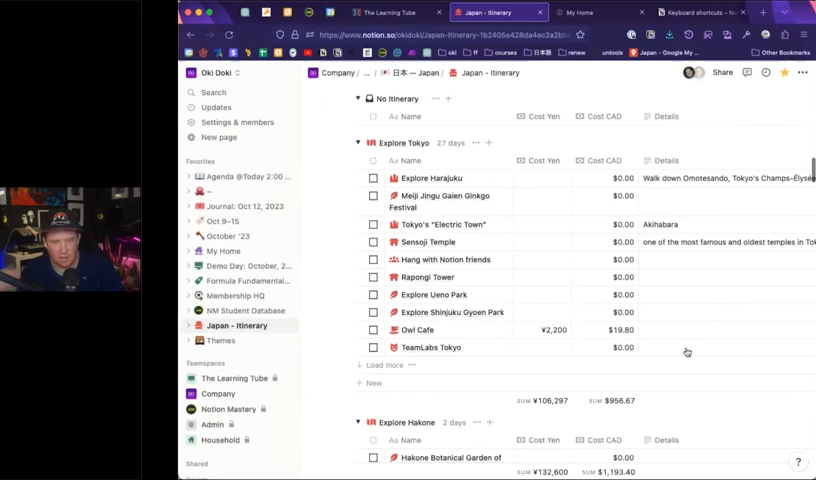 The Learning Tube
Japan - Itinerary
My Home
Keyboard shortcuts – No
https://www.notion.so/okidoki/Japan-Itinerary-1b2405e428da4ec2a2bb
oki
ff
courses
日本語
renew
untools
Japan - Google My ...
Other Bookmarks
Oki Doki
Company / ... / 日本 — Japan / Japan - Itinerary
Share
Search
Updates
Settings & members
New page
Favorites
Agenda @Today 2:00 ...
~
Journal: Oct 12, 2023
Oct 9–15
October '23
My Home
Demo Day: October, 2...
Formula Fundamental...
Membership HQ
NM Student Database
Japan - Itinerary
Themes
Teamspaces
The Learning Tube
Company
Notion Mastery
Admin
Household
Shared
No Itinerary
Aa Name Cost Yen Cost CAD Details
Explore Tokyo 27 days
Aa Name Cost Yen Cost CAD Details
Explore Harajuku $0.00 Walk down Omotesando, Tokyo's Champs-Élysée
Meiji Jingu Gaien Ginkgo $0.00
Festival
Tokyo's "Electric Town" $0.00 Akihabara
Sensoji Temple $0.00 one of the most famous and oldest temples in Tok
Hang with Notion friends $0.00
Rapongi Tower $0.00
Explore Ueno Park $0.00
Explore Shinjuku Gyoen Park $0.00
Owl Cafe ¥2,200 $19.80
TeamLabs Tokyo $0.00
Load more
New
SUM ¥106,297 SUM $956.67
Explore Hakone 2 days
Aa Name Cost Yen Cost CAD Details
Hakone Botanical Garden of
SUM ¥132,600 SUM $1,193.40
?